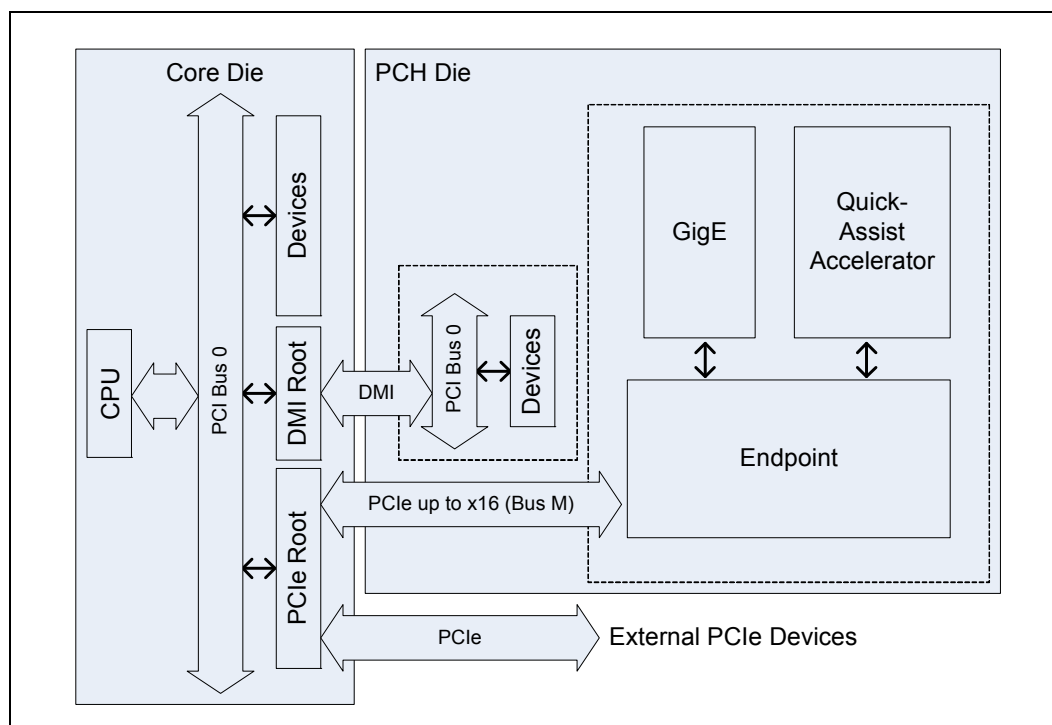 Core Die
PCH Die
CPU
PCI Bus 0
Devices
DMI Root
PCIe Root
DMI
PCI Bus 0
Devices
GigE
Quick-
Assist
Accelerator
Endpoint
PCIe up to x16 (Bus M)
PCIe
External PCIe Devices